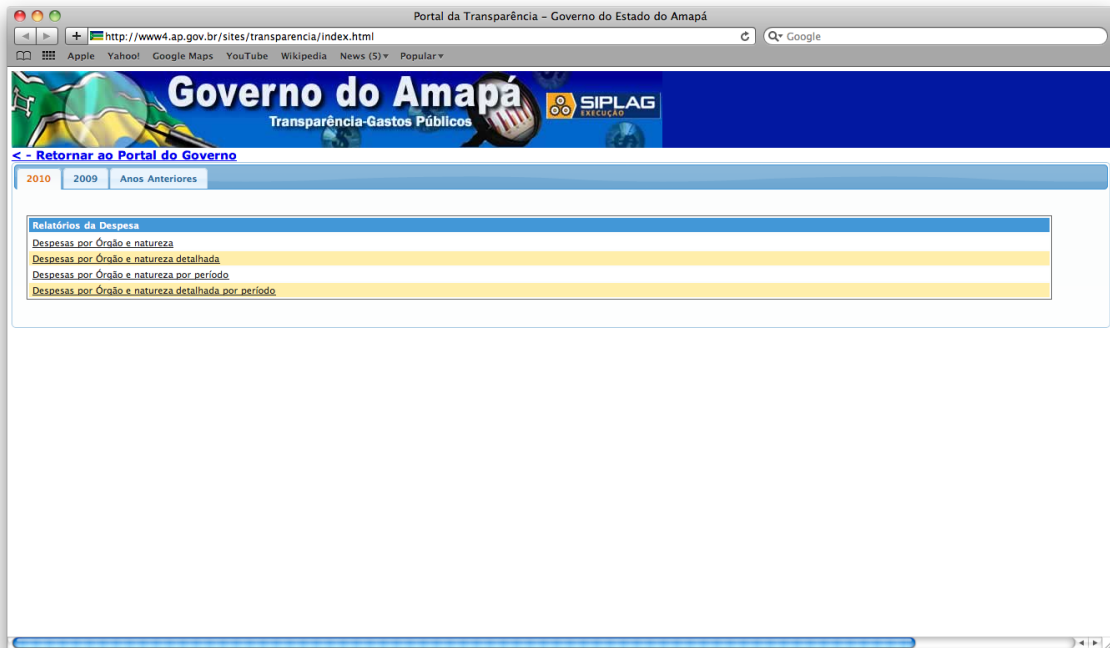 Portal da Transparência – Governo do Estado do Amapá
http://www4.ap.gov.br/sites/transparencia/index.html
Google
Apple Yahoo! Google Maps YouTube Wikipedia News (5) Popular
Governo do Amapá
Transparência-Gastos Públicos
SIPLAG
EXECUÇÃO
< - Retornar ao Portal do Governo
2010 2009 Anos Anteriores
Relatórios da Despesa
Despesas por Órgão e natureza
Despesas por Órgão e natureza detalhada
Despesas por Órgão e natureza por período
Despesas por Órgão e natureza detalhada por período